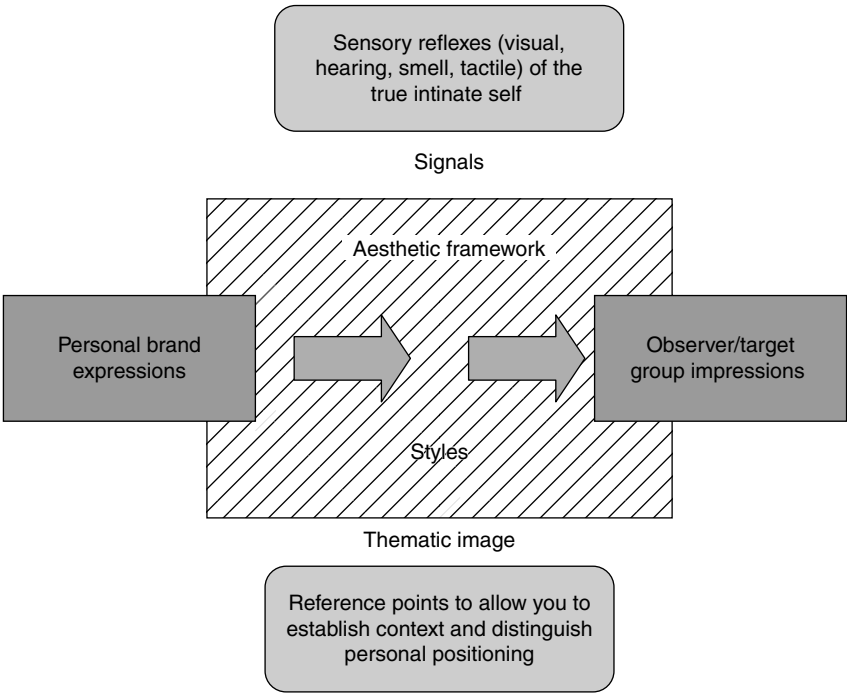 Sensory reflexes (visual,
hearing, smell, tactile) of the
true intinate self
Signals
Aesthetic framework
Personal brand
expressions
Observer/target
group impressions
Styles
Thematic image
Reference points to allow you to
establish context and distinguish
personal positioning